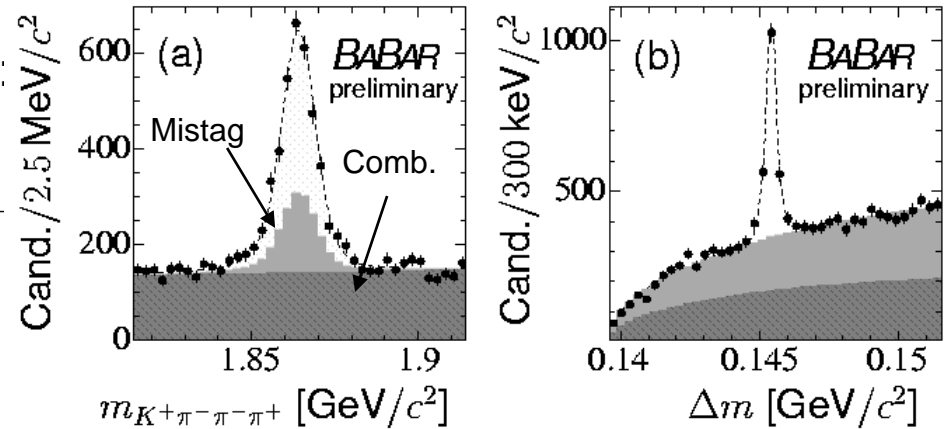 (a)
BABAR
preliminary
Mistag
Comb.
Cand./2.5 MeV/c²
600
400
200
0
1.85
1.9
m_{K⁺π⁻π⁻π⁺} [GeV/c²]
(b)
BABAR
preliminary
Cand./300 keV/c²
1000
500
0
0.14
0.145
0.15
Δm [GeV/c²]